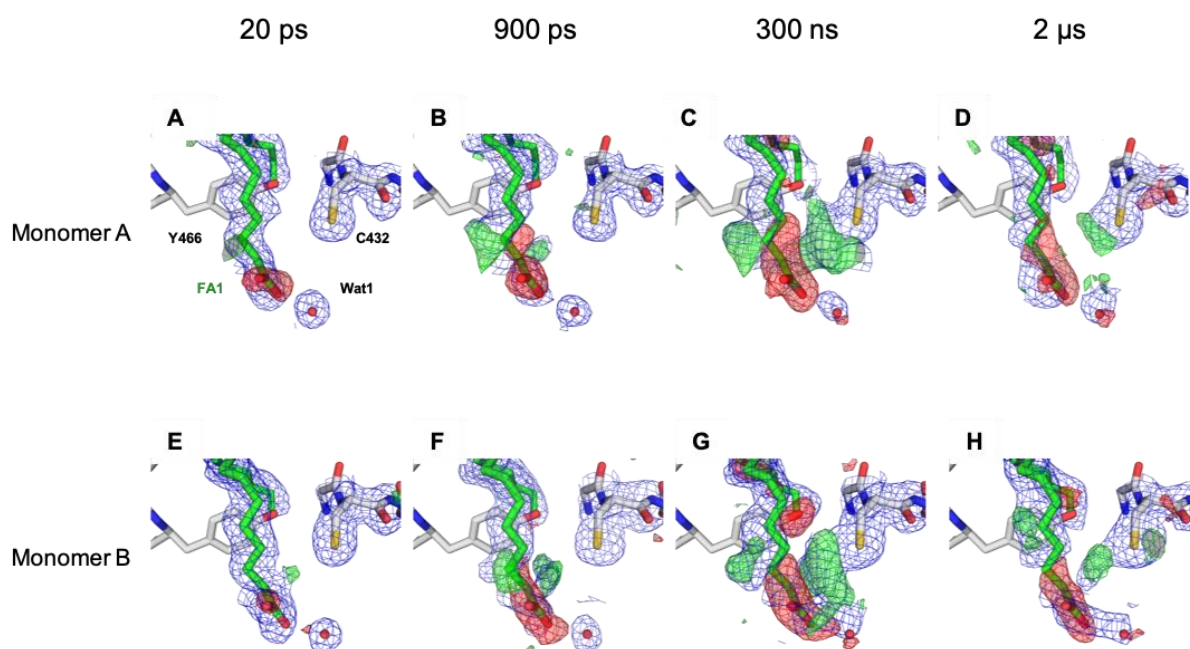 20 ps 900 ps 300 ns 2 µs
A B C D
Monomer A
Y466 C432
FA1 Wat1
E F G H
Monomer B